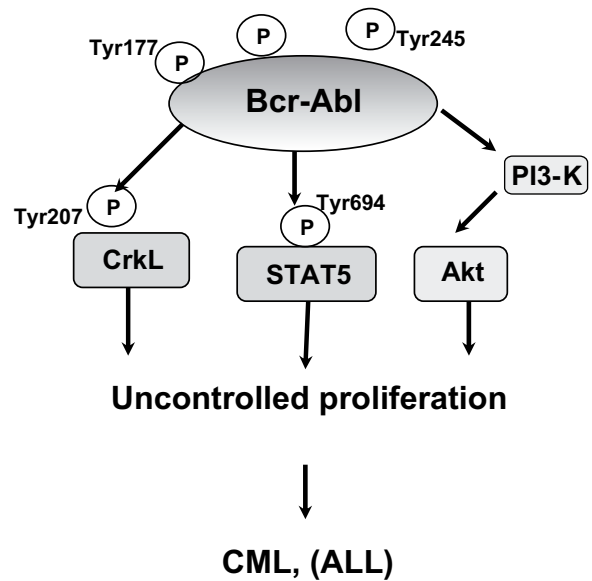 P
Tyr177
P
P
Tyr245
Bcr-Abl
PI3-K
Tyr207
P
Tyr694
P
CrkL
STAT5
Akt
Uncontrolled proliferation
CML, (ALL)